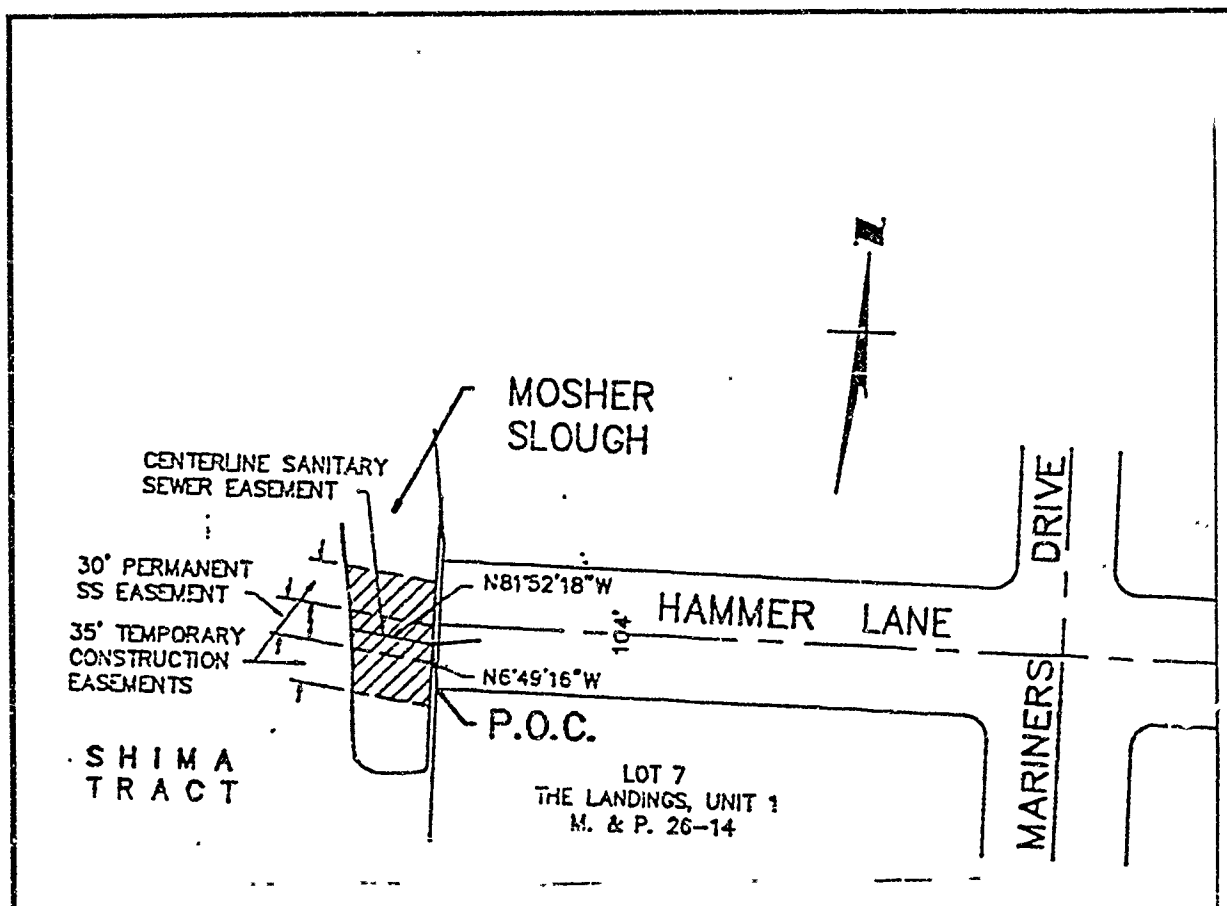 N
MOSHER
SLOUGH
CENTERLINE SANITARY
SEWER EASEMENT
30' PERMANENT
SS EASEMENT
35' TEMPORARY
CONSTRUCTION
EASEMENTS
N81°52'18"W
N6°49'16"W
104'
HAMMER LANE
MARINERS DRIVE
P.O.C.
SHIMA
TRACT
LOT 7
THE LANDINGS, UNIT 1
M. & P. 26-14